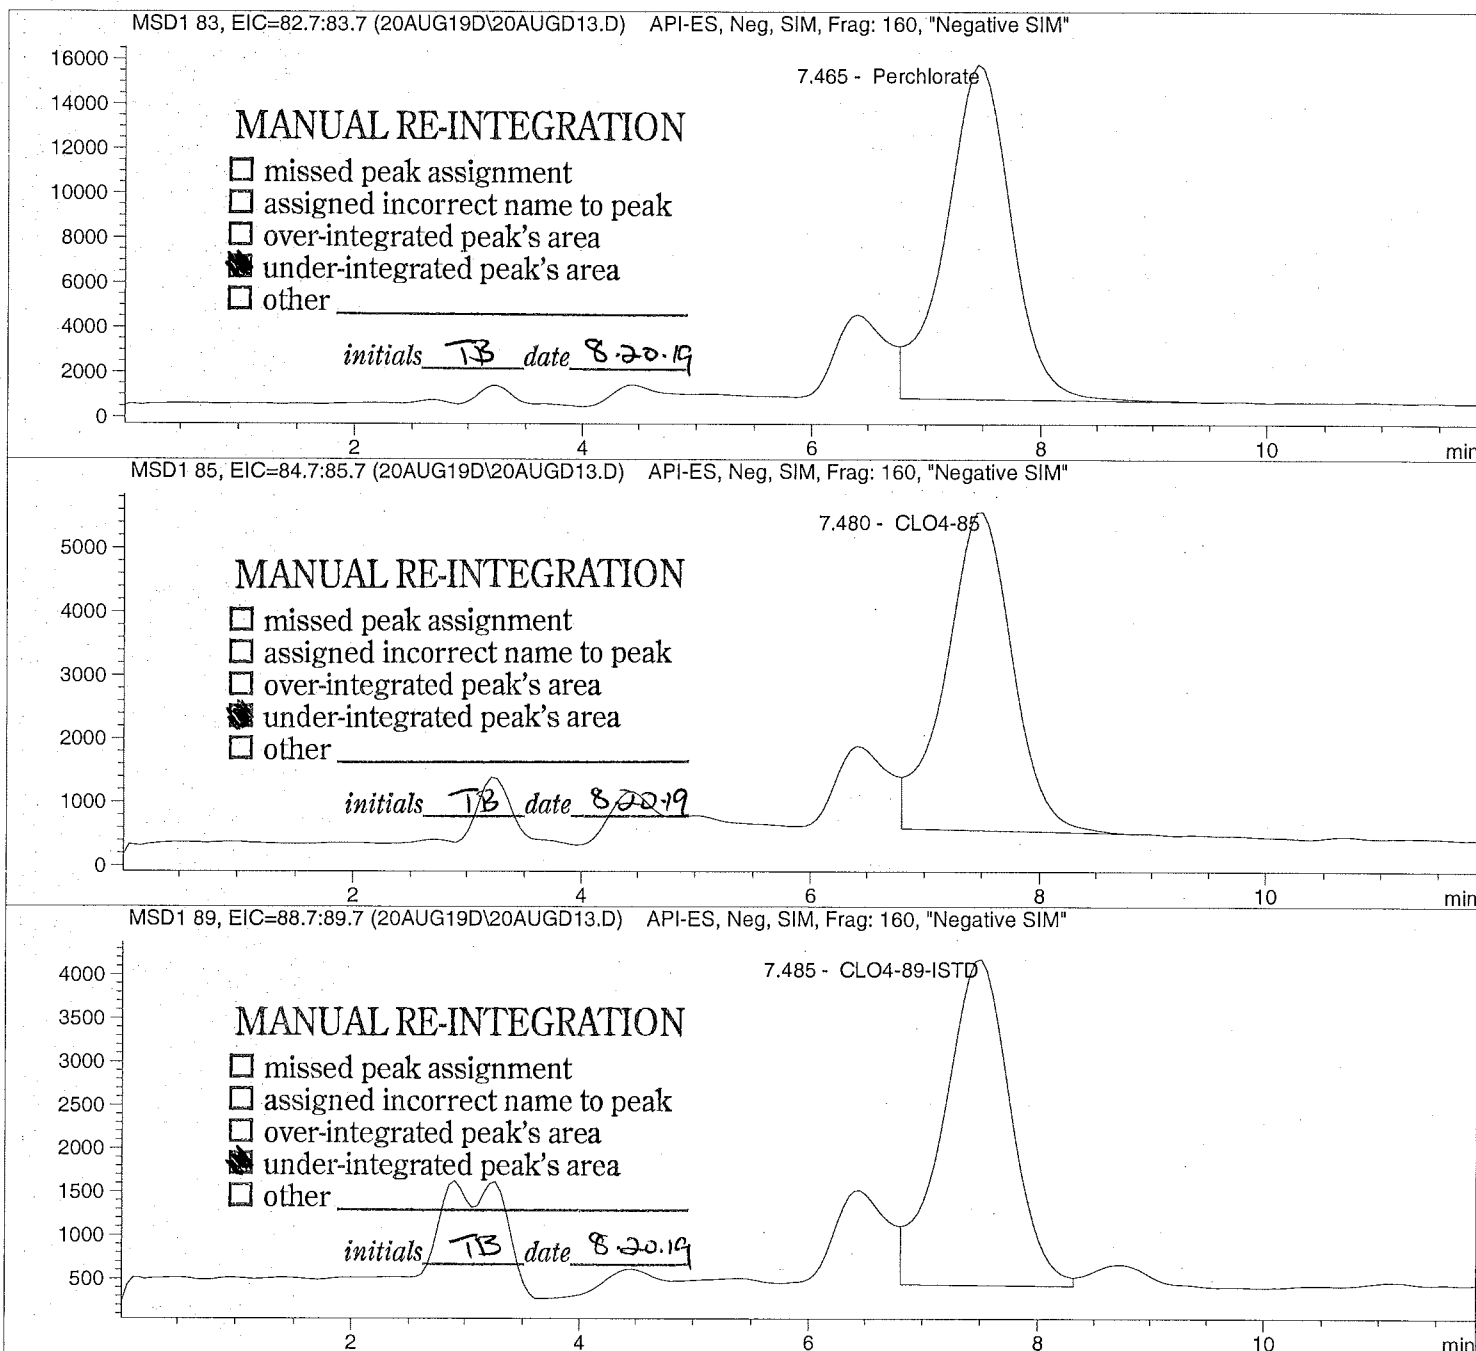 MSD1 83, EIC=82.7:83.7 (20AUG19D\20AUGD13.D) API-ES, Neg, SIM, Frag: 160, "Negative SIM"
16000
7.465 - Perchlorate
14000
MANUAL RE-INTEGRATION
12000
missed peak assignment
10000
assigned incorrect name to peak
8000
over-integrated peak's area
6000
under-integrated peak's area
other
4000
initials TB date 8.20.19
2000
0
2 4 6 8 10 min
MSD1 85, EIC=84.7:85.7 (20AUG19D\20AUGD13.D) API-ES, Neg, SIM, Frag: 160, "Negative SIM"
7.480 - CLO4-85
5000
MANUAL RE-INTEGRATION
4000
missed peak assignment
assigned incorrect name to peak
3000
over-integrated peak's area
under-integrated peak's area
2000
other
1000
initials TB date 8.20.19
0
2 4 6 8 10 min
MSD1 89, EIC=88.7:89.7 (20AUG19D\20AUGD13.D) API-ES, Neg, SIM, Frag: 160, "Negative SIM"
4000
7.485 - CLO4-89-ISTD
3500
MANUAL RE-INTEGRATION
3000
missed peak assignment
2500
assigned incorrect name to peak
over-integrated peak's area
2000
under-integrated peak's area
1500
other
1000
initials TB date 8.20.19
500
2 4 6 8 10 min